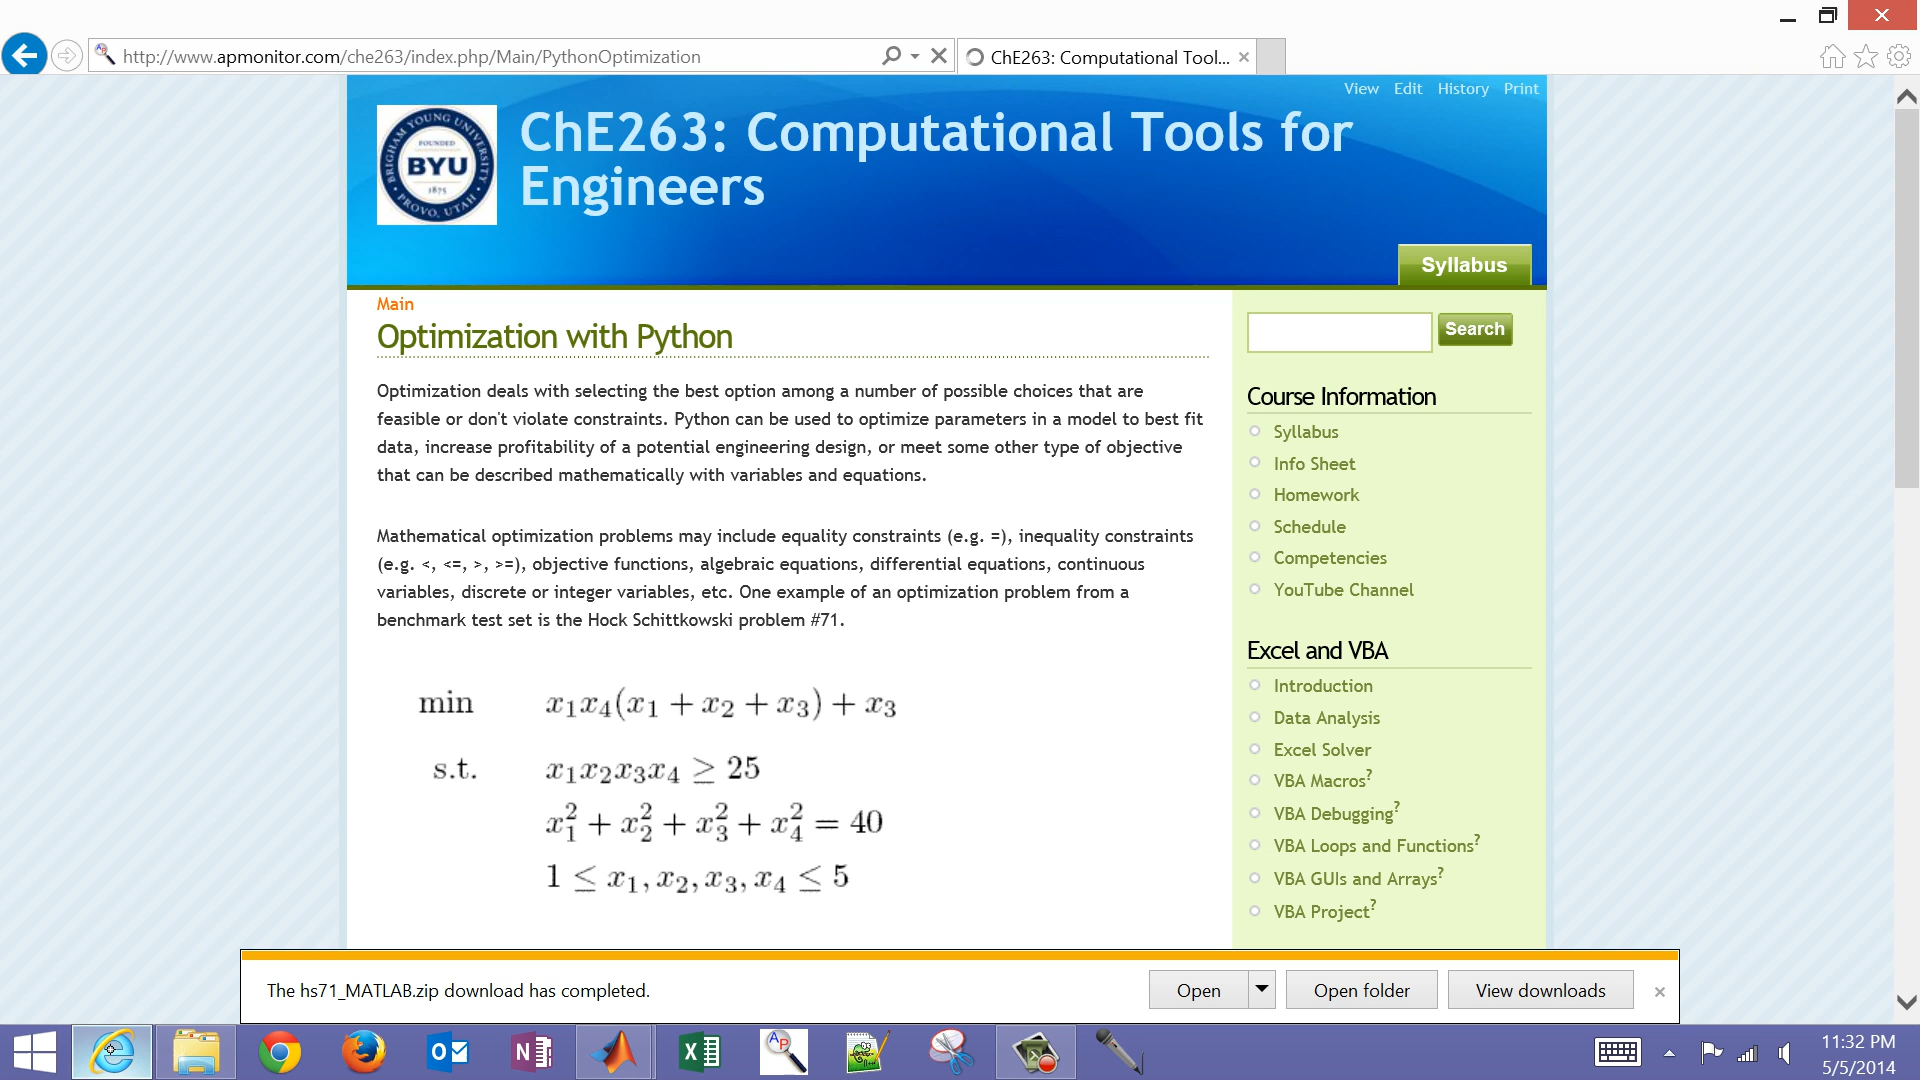 http://www.apmonitor.com/che263/index.php/Main/PythonOptimization
ChE263: Computational Tool...
View Edit History Print
BRIGHAM YOUNG UNIVERSITY
FOUNDED
BYU
1875
PROVO, UTAH
ChE263: Computational Tools for
Engineers
Syllabus
Main
Optimization with Python
Optimization deals with selecting the best option among a number of possible choices that are
feasible or don't violate constraints. Python can be used to optimize parameters in a model to best fit
data, increase profitability of a potential engineering design, or meet some other type of objective
that can be described mathematically with variables and equations.
Mathematical optimization problems may include equality constraints (e.g. =), inequality constraints
(e.g. <, <=, >, >=), objective functions, algebraic equations, differential equations, continuous
variables, discrete or integer variables, etc. One example of an optimization problem from a
benchmark test set is the Hock Schittkowski problem #71.
min x₁x₄(x₁ + x₂ + x₃) + x₃
s.t. x₁x₂x₃x₄ ≥ 25
x₁² + x₂² + x₃² + x₄² = 40
1 ≤ x₁, x₂, x₃, x₄ ≤ 5
Search
Course Information
Syllabus
Info Sheet
Homework
Schedule
Competencies
YouTube Channel
Excel and VBA
Introduction
Data Analysis
Excel Solver
VBA Macros?
VBA Debugging?
VBA Loops and Functions?
VBA GUIs and Arrays?
VBA Project?
The hs71_MATLAB.zip download has completed.
Open
Open folder
View downloads
11:32 PM
5/5/2014